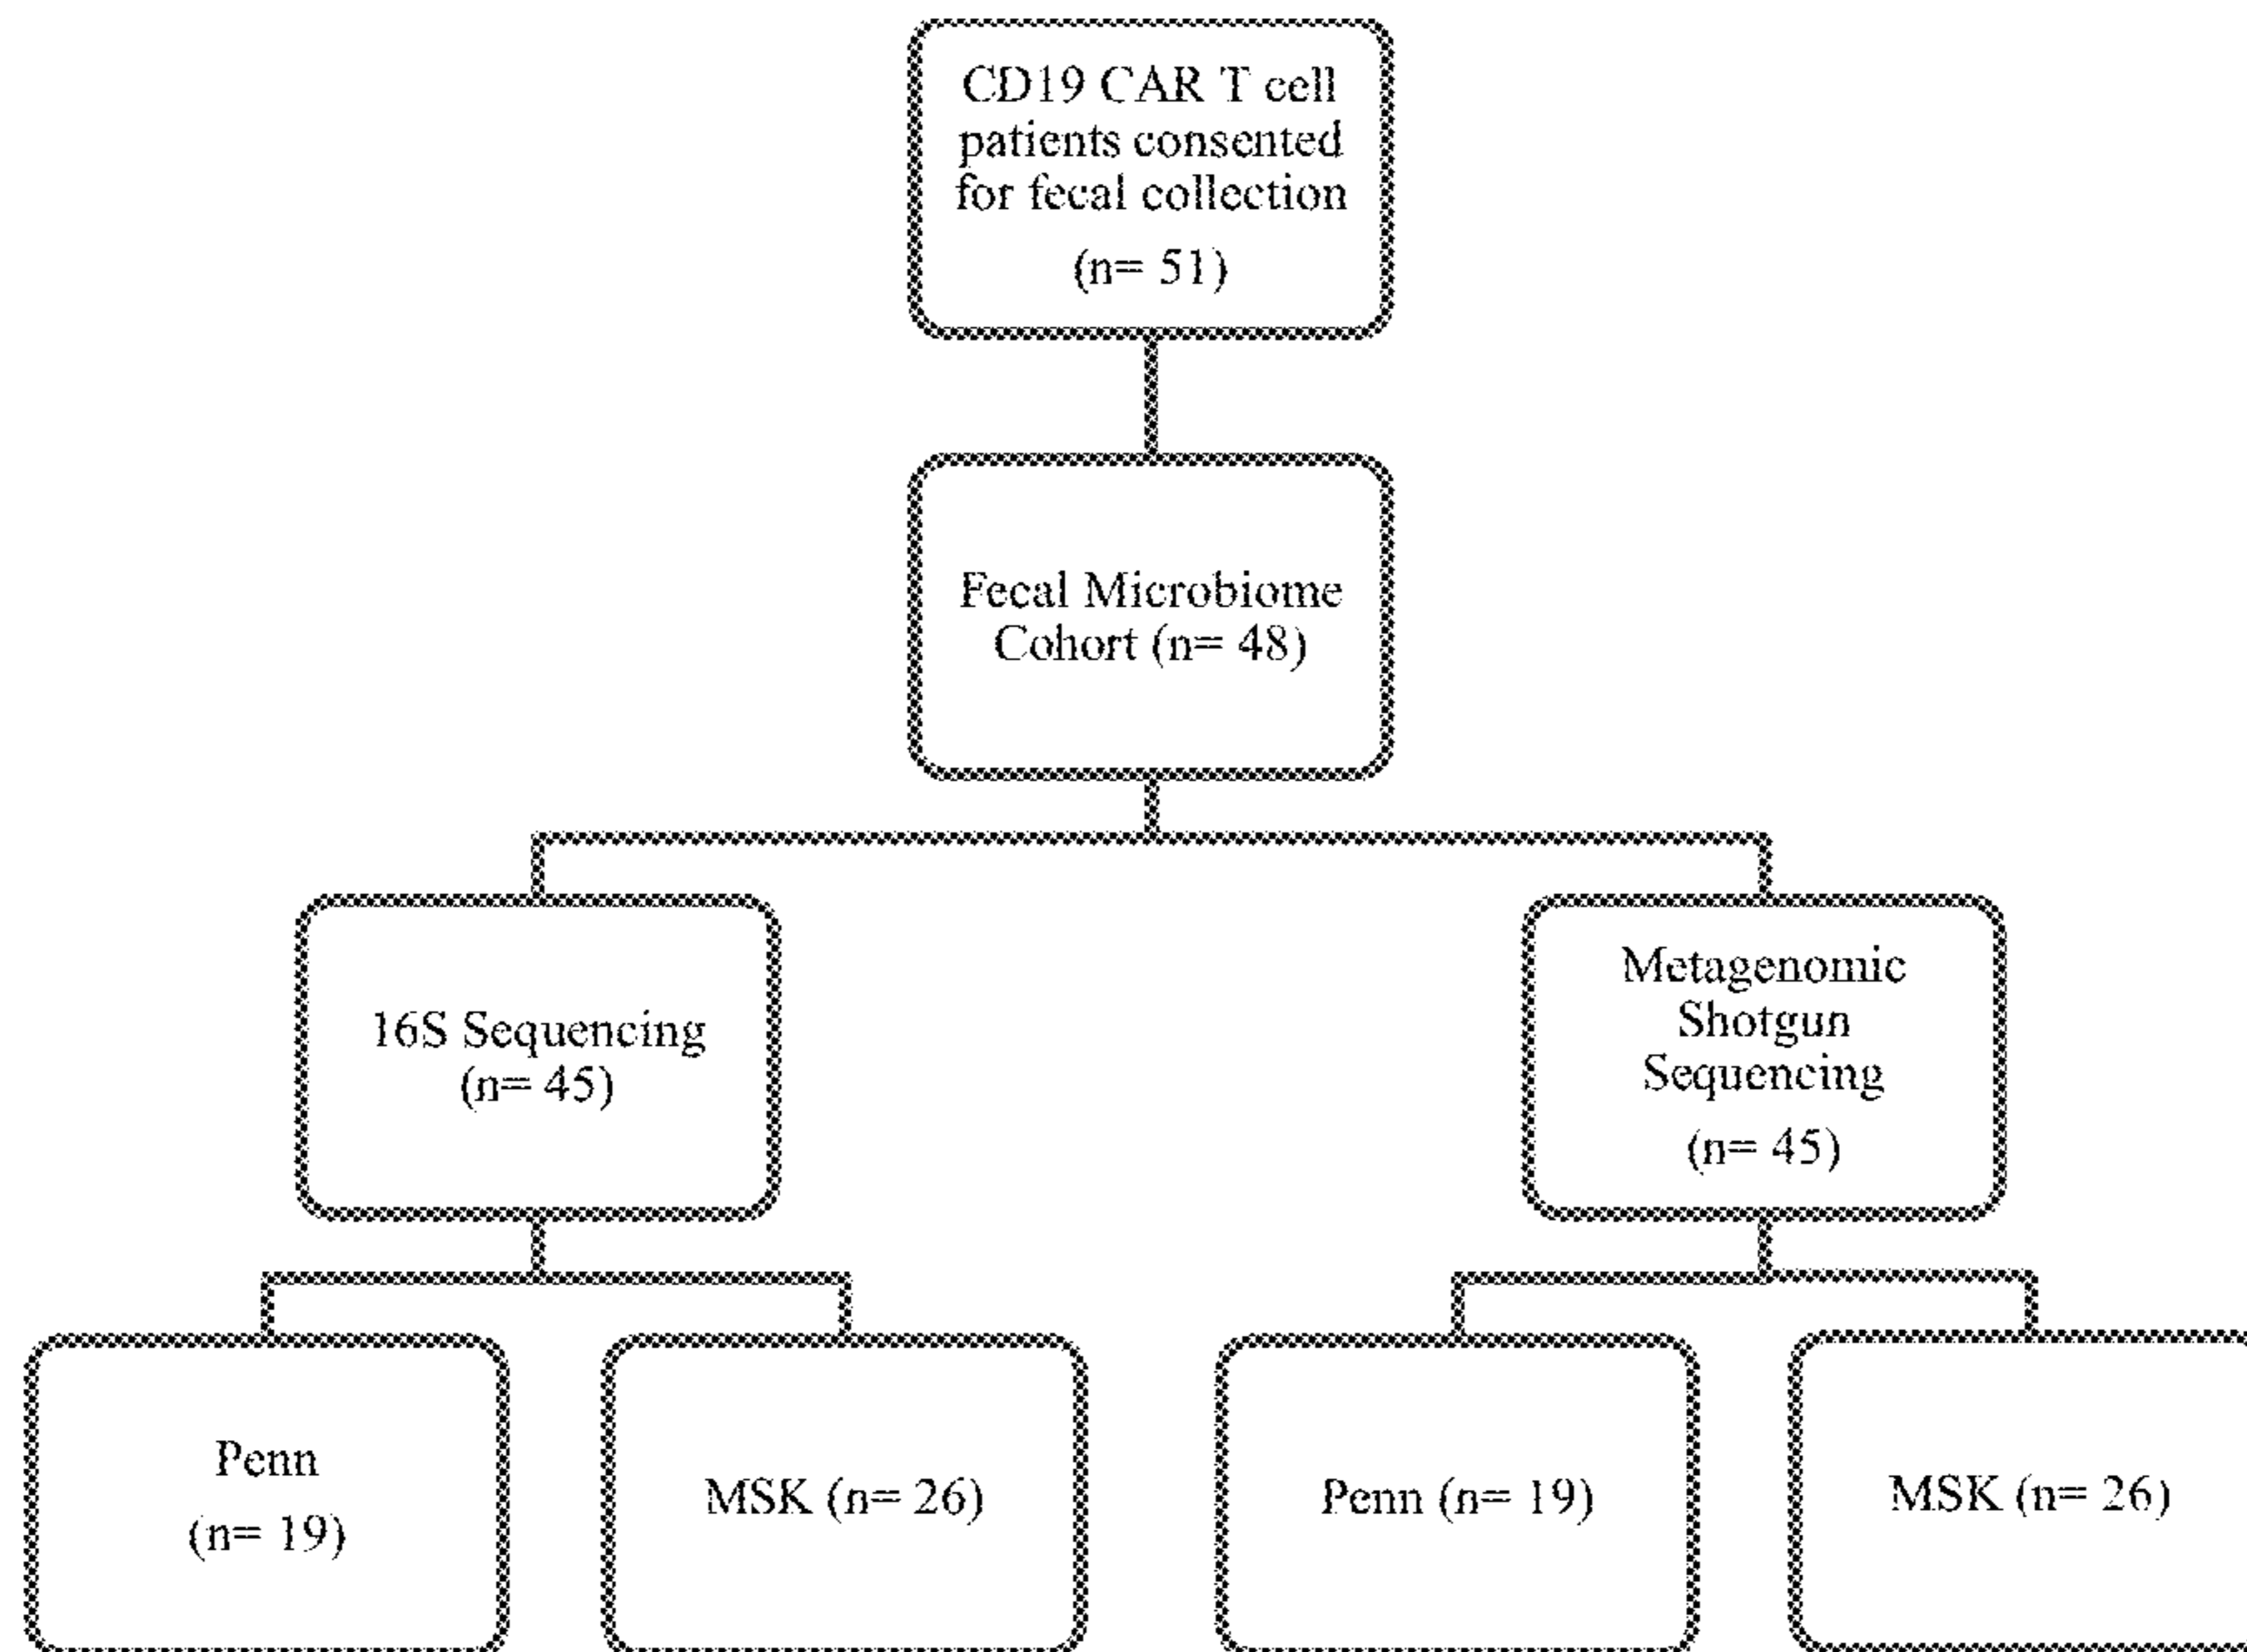 CD19 CAR T cell
patients consented
for fecal collection
(n= 51)
Fecal Microbiome
Cohort (n= 48)
16S Sequencing
(n= 45)
Metagenomic
Shotgun
Sequencing
(n= 45)
Penn
(n= 19)
MSK (n= 26)
Penn (n= 19)
MSK (n= 26)